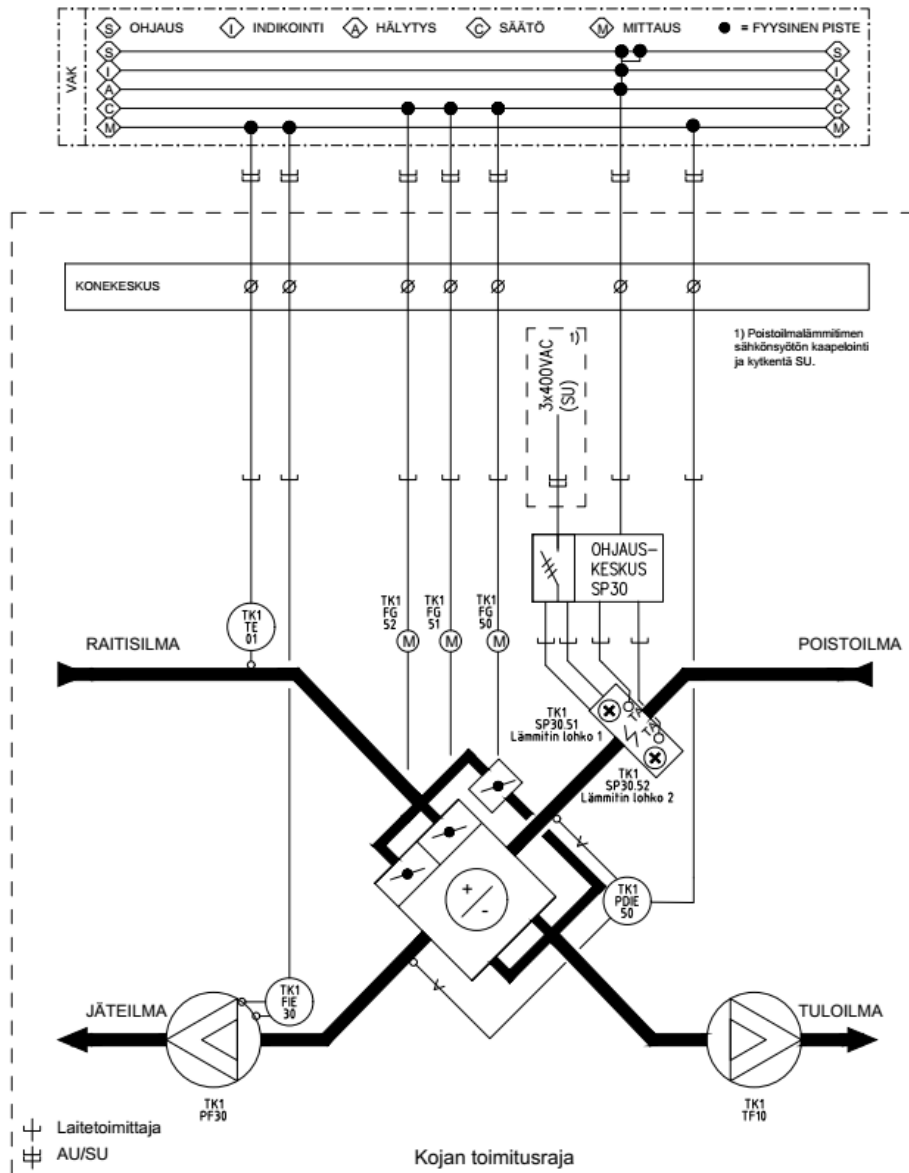 S OHJAUS I INDIKOINTI A HÄLYTYS C SÄÄTÖ M MITTAUS ● = FYYSINEN PISTE
VAK
S S
I I
A A
C C
M M
KONEKESKUS
1) Poistoilmalämmitimen
sähkönsyötön kaapelointi
ja kytkentä SU.
3x400VAC 1)
(SU)
OHJAUS-
KESKUS
SP30
TK1
TE
01
TK1
FG
52
TK1
FG
51
TK1
FG
50
M M M
RAITISILMA
POISTOILMA
TK1
SP30.51
Lämmitin lohko 1
TA
TA
TK1
SP30.52
Lämmitin lohko 2
+
-
TK1
PDIE
50
TK1
FIE
30
JÄTEILMA
TULOILMA
TK1
PF30
TK1
TF10
Laitetoimittaja
AU/SU
Kojan toimitusraja